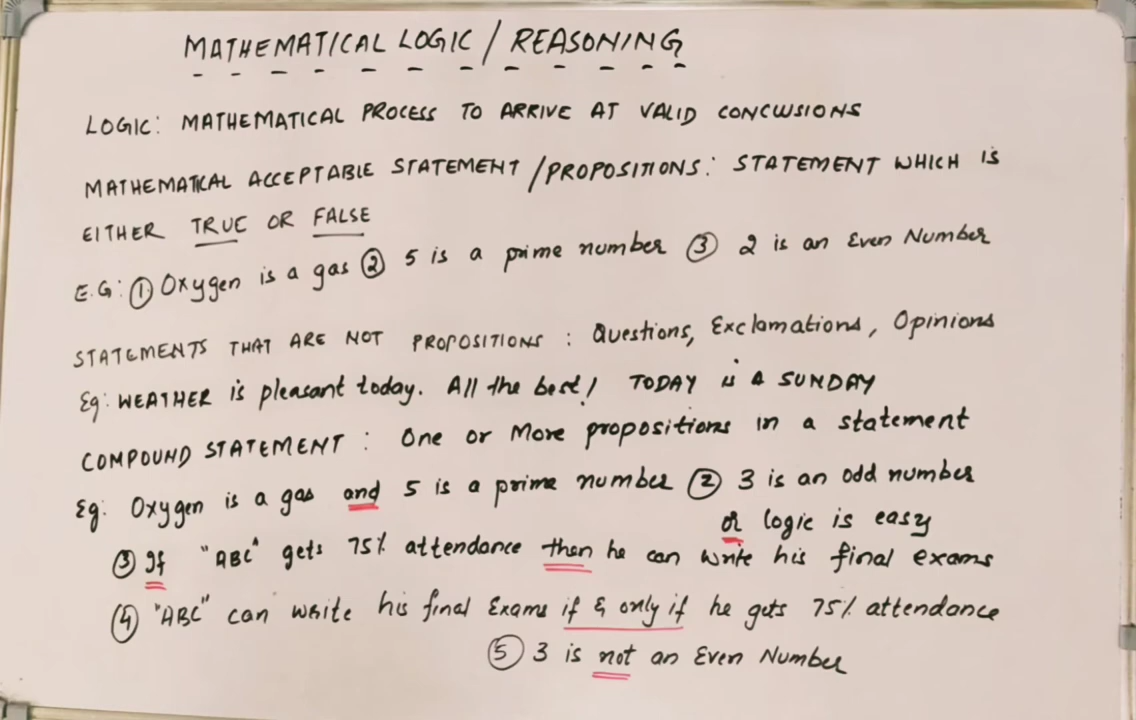 MATHEMATICAL LOGIC / REASONING
LOGIC: MATHEMATICAL PROCESS TO ARRIVE AT VALID CONCLUSIONS
MATHEMATICAL ACCEPTABLE STATEMENT / PROPOSITIONS: STATEMENT WHICH IS
EITHER TRUE OR FALSE
E.G: ① Oxygen is a gas ② 5 is a prime number ③ 2 is an Even Number
STATEMENTS THAT ARE NOT PROPOSITIONS : Questions, Exclamations, Opinions
Eg: WEATHER is pleasant today. All the best! TODAY is A SUNDAY
COMPOUND STATEMENT : One or More propositions in a statement
Eg: Oxygen is a gas and 5 is a prime number ② 3 is an odd number
or logic is easy
③ If "ABC" gets 75% attendance then he can write his final exams
④ "ABC" can write his final Exams if & only if he gets 75% attendance
⑤ 3 is not an Even Number